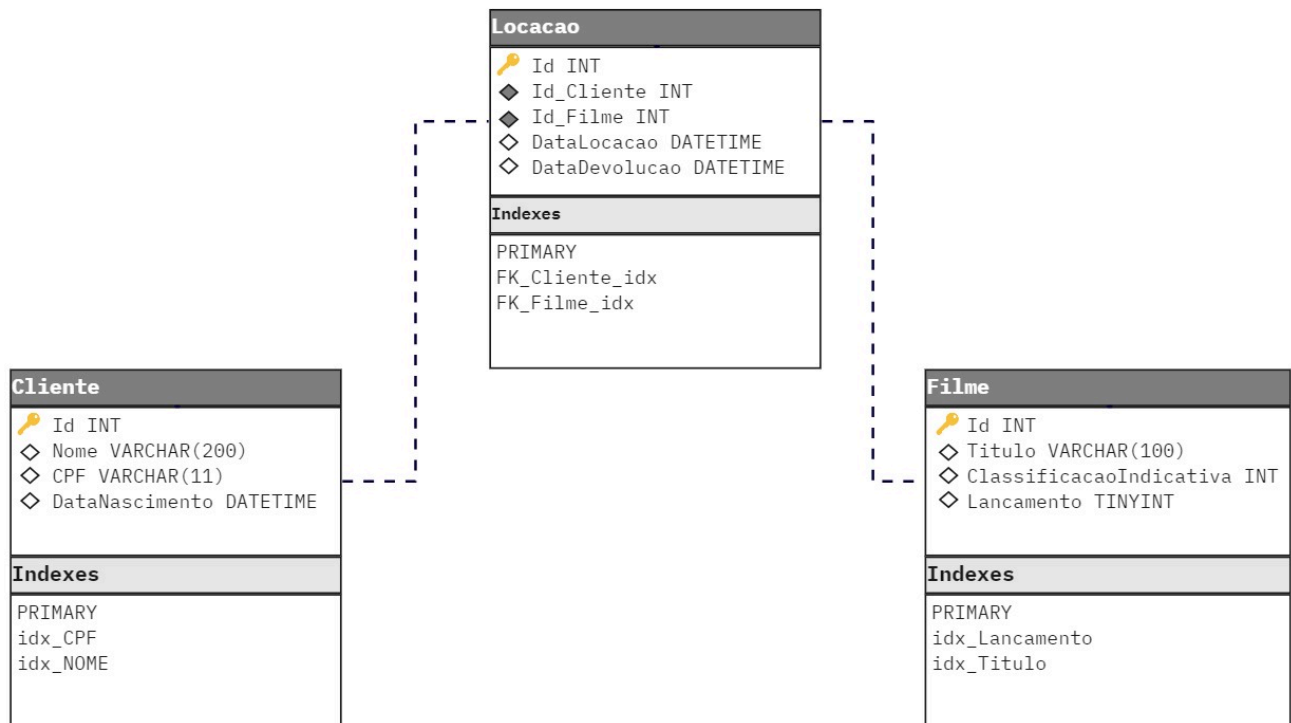 Locacao
Id INT
Id_Cliente INT
Id_Filme INT
DataLocacao DATETIME
DataDevolucao DATETIME
Indexes
PRIMARY
FK_Cliente_idx
FK_Filme_idx
Cliente
Id INT
Nome VARCHAR(200)
CPF VARCHAR(11)
DataNascimento DATETIME
Indexes
PRIMARY
idx_CPF
idx_NOME
Filme
Id INT
Titulo VARCHAR(100)
ClassificacaoIndicativa INT
Lancamento TINYINT
Indexes
PRIMARY
idx_Lancamento
idx_Titulo